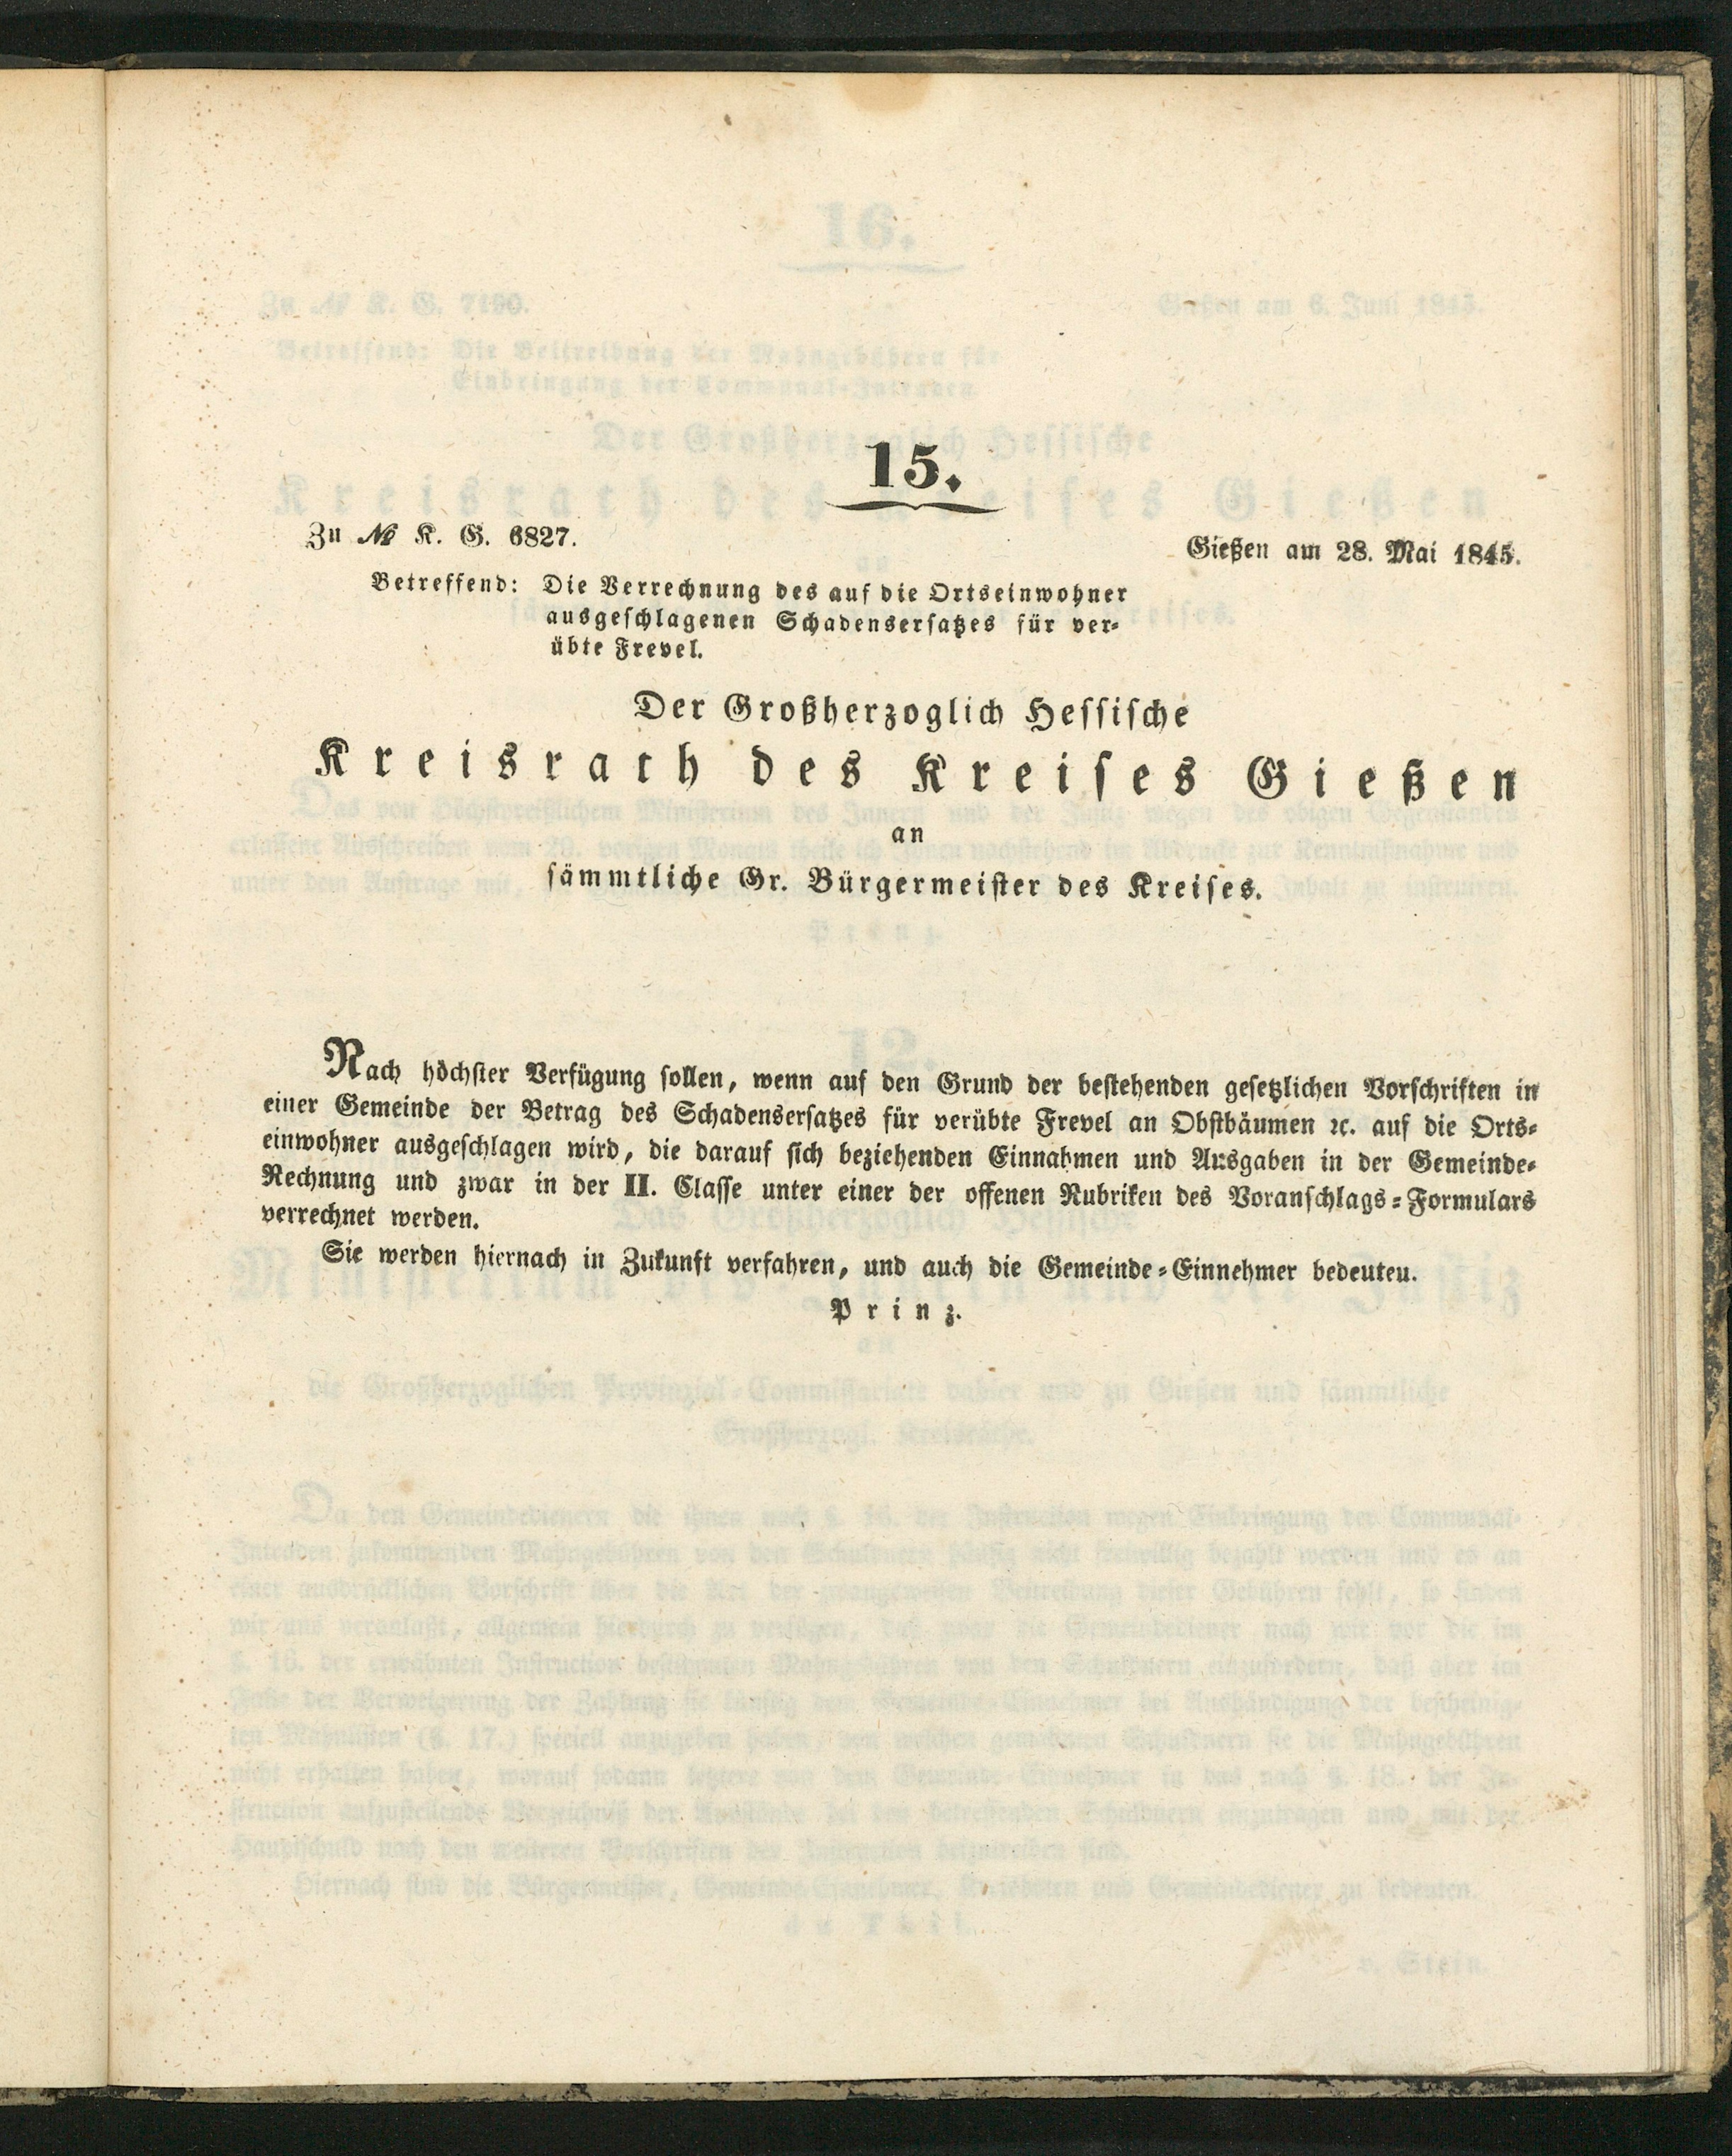 15.
Zu № K. G. 6827.
Gießen am 28. Mai 1845.
Betreffend: Die Verrechnung des auf die Ortseinwohner
ausgeschlagenen Schadensersatzes für ver-
übte Frevel.
Der Großherzoglich Hessische
Kreisrath des Kreises Gießen
an
sämmtliche Gr. Bürgermeister des Kreises.
Nach höchster Verfügung sollen, wenn auf den Grund der bestehenden gesetzlichen Vorschriften in
einer Gemeinde der Betrag des Schadensersatzes für verübte Frevel an Obstbäumen ꝛc. auf die Orts-
einwohner ausgeschlagen wird, die darauf sich beziehenden Einnahmen und Ausgaben in der Gemeinde-
Rechnung und zwar in der II. Classe unter einer der offenen Rubriken des Voranschlags-Formulars
verrechnet werden.
Sie werden hiernach in Zukunft verfahren, und auch die Gemeinde-Einnehmer bedeuten.
Prinz.